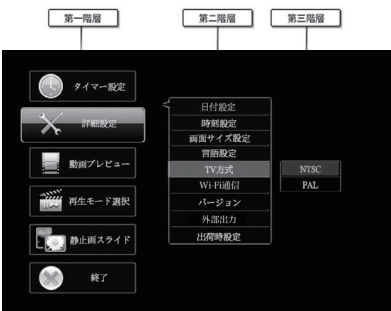 第一階層
第二階層
第三階層
タイマー設定
詳細設定
動画プレビュー
再生モード選択
静止画スライド
終了
日付設定
時刻設定
画面サイズ設定
言語設定
TV方式
Wi-Fi通信
バージョン
外部出力
出荷時設定
NTSC
PAL